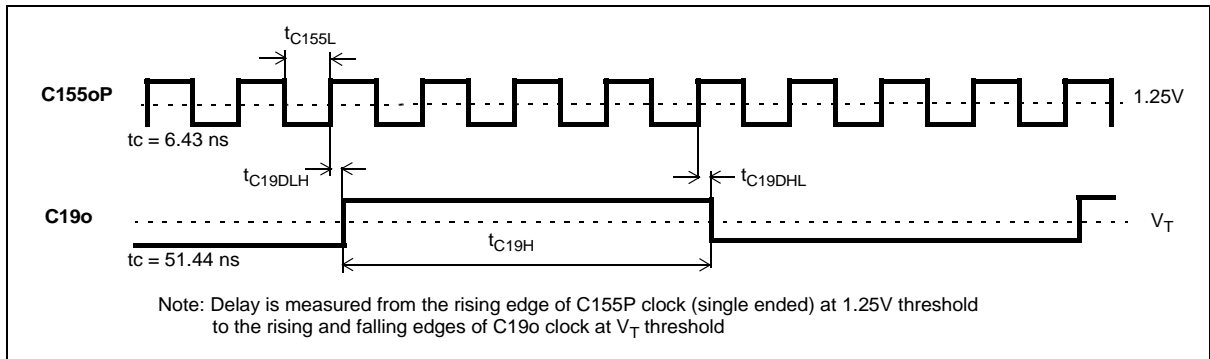 tC155L
C155oP
1.25V
tc = 6.43 ns
tC19DLH
tC19DHL
C19o
VT
tC19H
tc = 51.44 ns
Note: Delay is measured from the rising edge of C155P clock (single ended) at 1.25V threshold
to the rising and falling edges of C19o clock at VT threshold